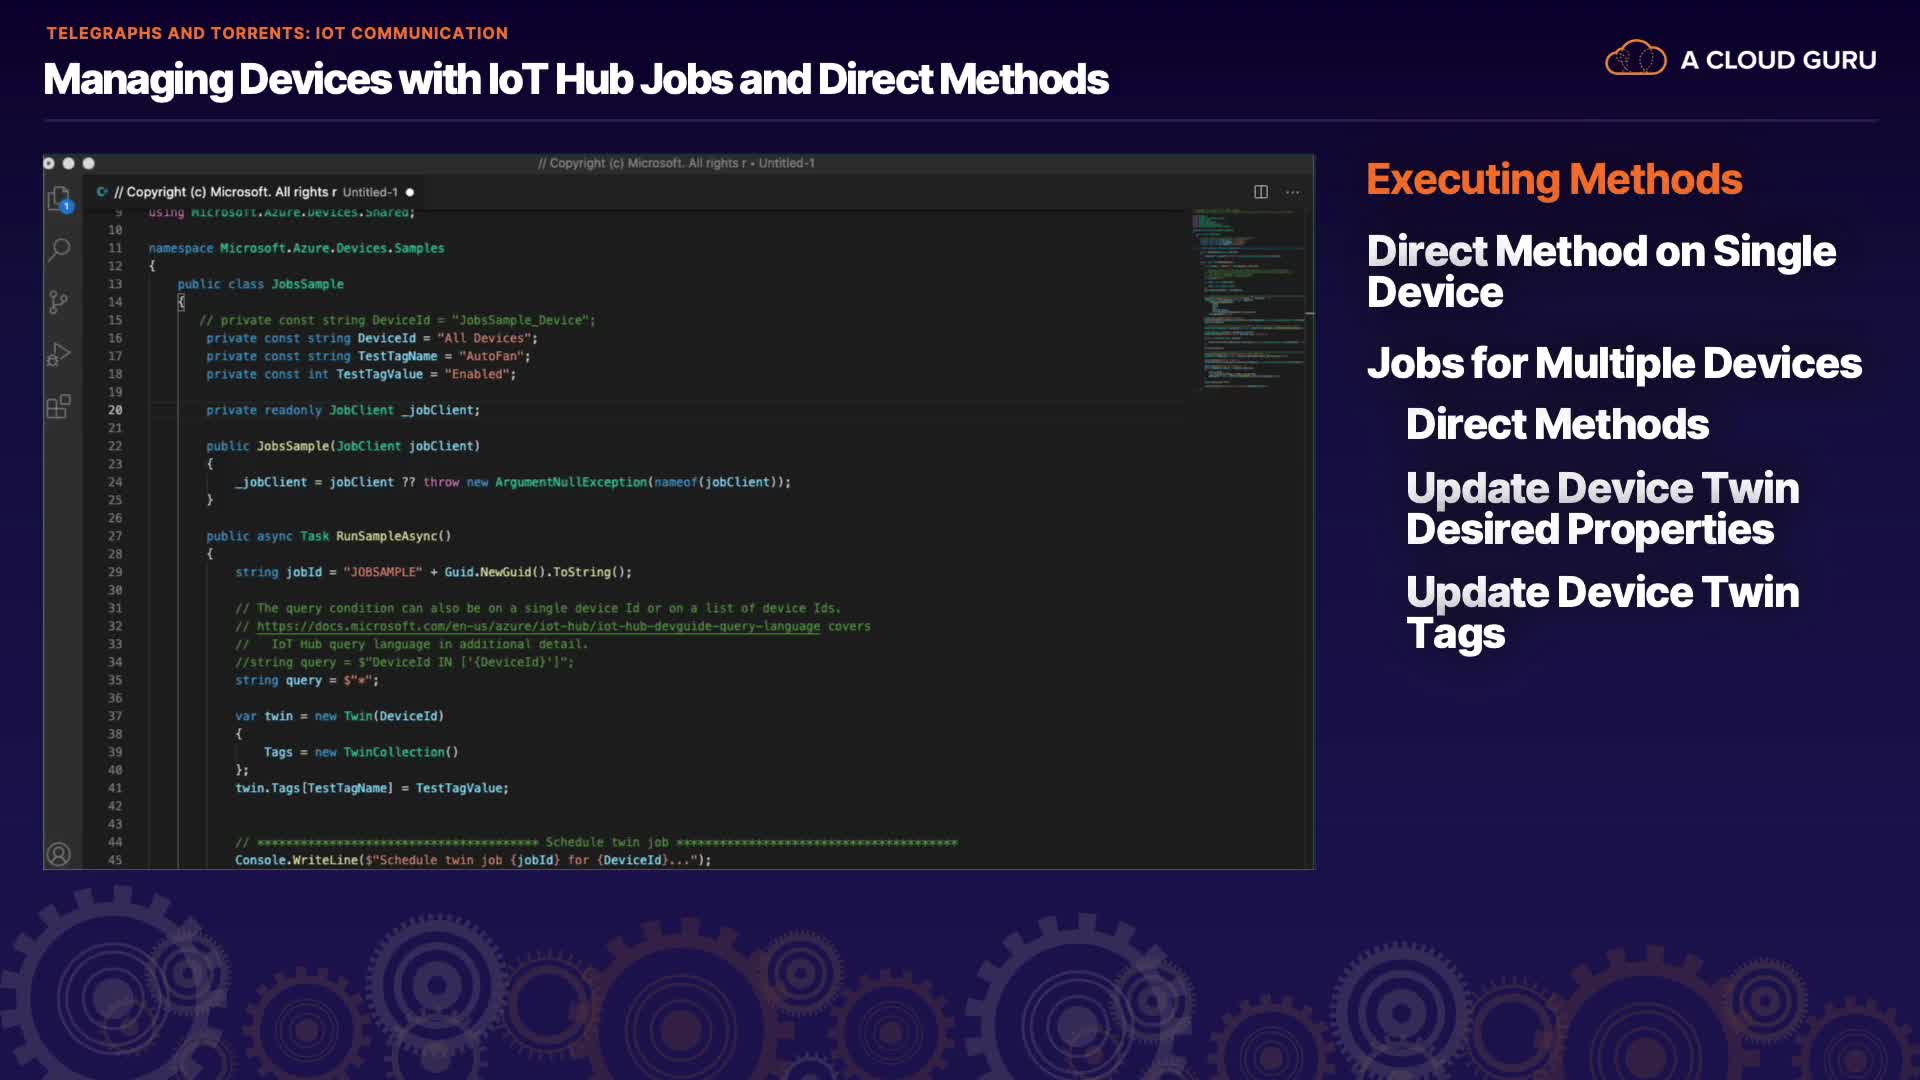 TELEGRAPHS AND TORRENTS: IOT COMMUNICATION
Managing Devices with IoT Hub Jobs and Direct Methods
A CLOUD GURU
// Copyright (c) Microsoft. All rights r • Untitled-1
// Copyright (c) Microsoft. All rights r Untitled-1
1
9 using Microsoft.Azure.Devices.Shared;
10
11 namespace Microsoft.Azure.Devices.Samples
12 {
13 public class JobsSample
14 {
15 // private const string DeviceId = "JobsSample_Device";
16 private const string DeviceId = "All Devices";
17 private const string TestTagName = "AutoFan";
18 private const int TestTagValue = "Enabled";
19
20 private readonly JobClient _jobClient;
21
22 public JobsSample(JobClient jobClient)
23 {
24 _jobClient = jobClient ?? throw new ArgumentNullException(nameof(jobClient));
25 }
26
27 public async Task RunSampleAsync()
28 {
29 string jobId = "JOBSAMPLE" + Guid.NewGuid().ToString();
30
31 // The query condition can also be on a single device Id or on a list of device Ids.
32 // https://docs.microsoft.com/en-us/azure/iot-hub/iot-hub-devguide-query-language covers
33 // IoT Hub query language in additional detail.
34 //string query = $"DeviceId IN ['{DeviceId}']";
35 string query = $"*";
36
37 var twin = new Twin(DeviceId)
38 {
39 Tags = new TwinCollection()
40 };
41 twin.Tags[TestTagName] = TestTagValue;
42
43
44 // *************************************** Schedule twin job ***************************************
45 Console.WriteLine($"Schedule twin job {jobId} for {DeviceId}...");
Executing Methods
Direct Method on Single
Device
Jobs for Multiple Devices
Direct Methods
Update Device Twin
Desired Properties
Update Device Twin
Tags